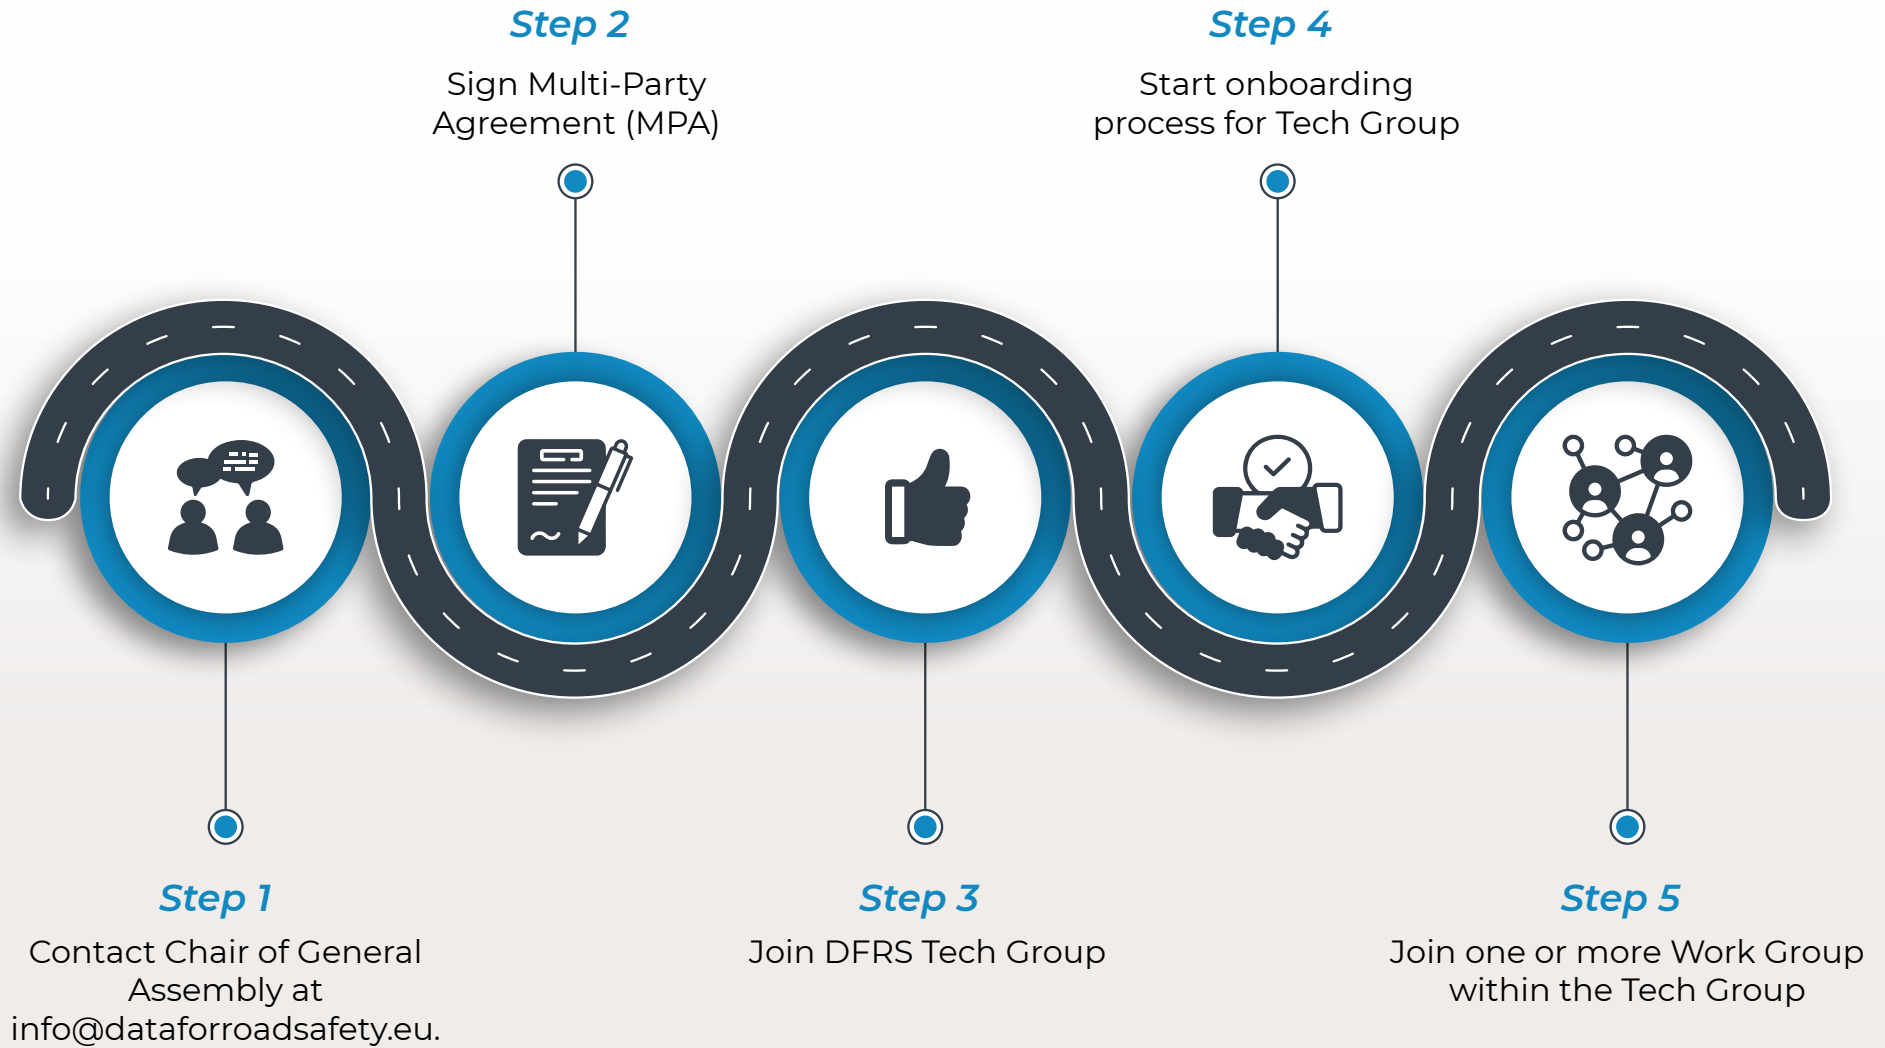 Step 1
Contact Chair of General
Assembly at
info@dataforroadsafety.eu.
Step 2
Sign Multi-Party
Agreement (MPA)
Step 3
Join DFRS Tech Group
Step 4
Start onboarding
process for Tech Group
Step 5
Join one or more Work Group
within the Tech Group